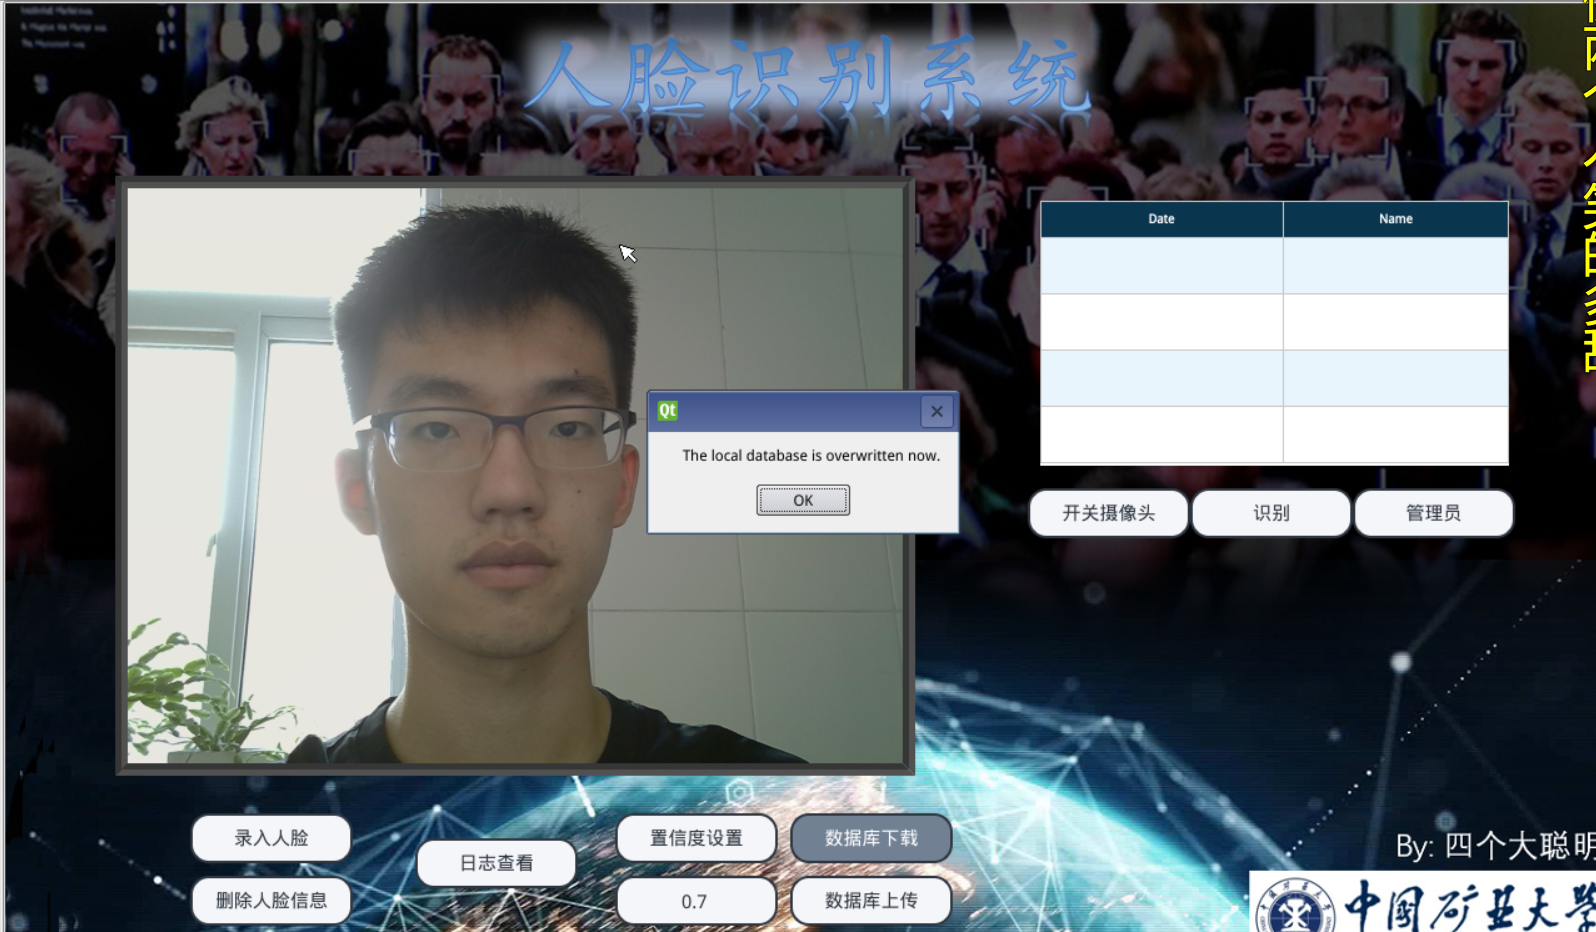 人脸识别系统
Date
Name
The local database is overwritten now.
OK
开关摄像头
识别
管理员
录入人脸
置信度设置
数据库下载
日志查看
删除人脸信息
0.7
数据库上传
By: 四个大聪明
中国矿业大学